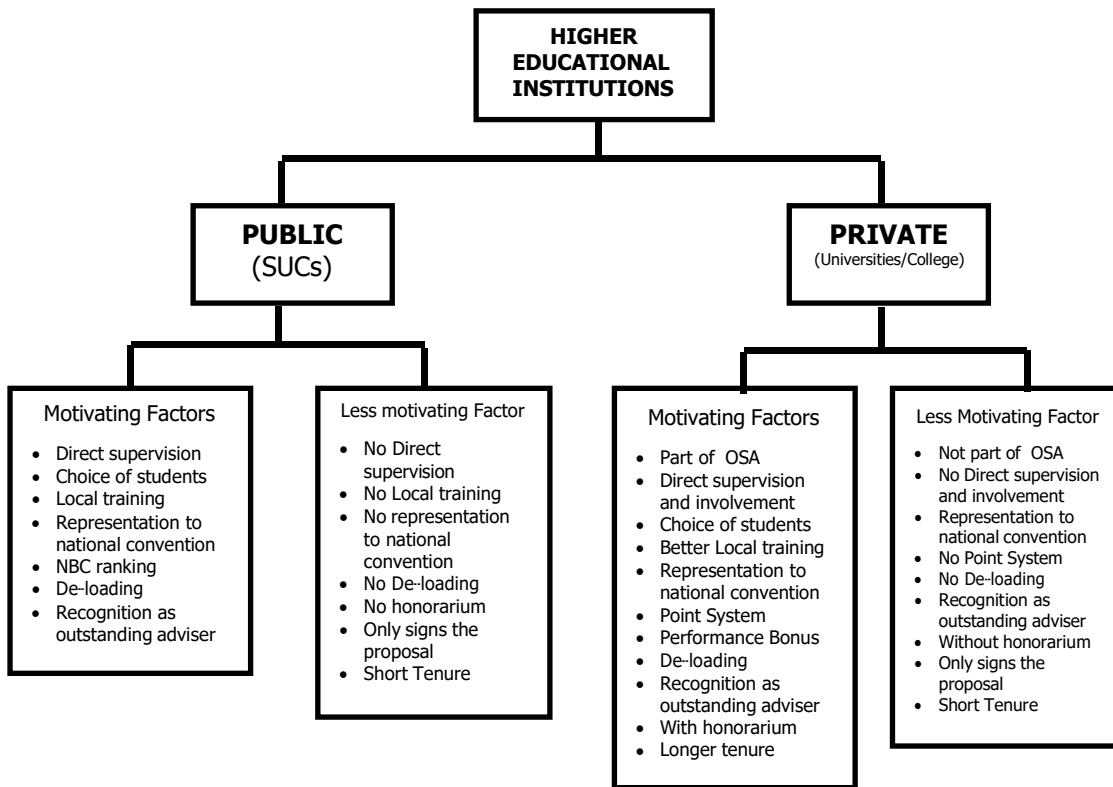 HIGHER
EDUCATIONAL
INSTITUTIONS
PUBLIC
(SUCs)
PRIVATE
(Universities/College)
Motivating Factors
• Direct supervision
• Choice of students
• Local training
• Representation to
national convention
• NBC ranking
• De-loading
• Recognition as
outstanding adviser
Less motivating Factor
• No Direct
supervision
• No Local training
• No representation
to national
convention
• No De-loading
• No honorarium
• Only signs the
proposal
• Short Tenure
Motivating Factors
• Part of OSA
• Direct supervision
and involvement
• Choice of students
• Better Local training
• Representation to
national convention
• Point System
• Performance Bonus
• De-loading
• Recognition as
outstanding adviser
• With honorarium
• Longer tenure
Less Motivating Factor
• Not part of OSA
• No Direct supervision
and involvement
• Representation to
national convention
• No Point System
• No De-loading
• Recognition as
outstanding adviser
• Without honorarium
• Only signs the
proposal
• Short Tenure